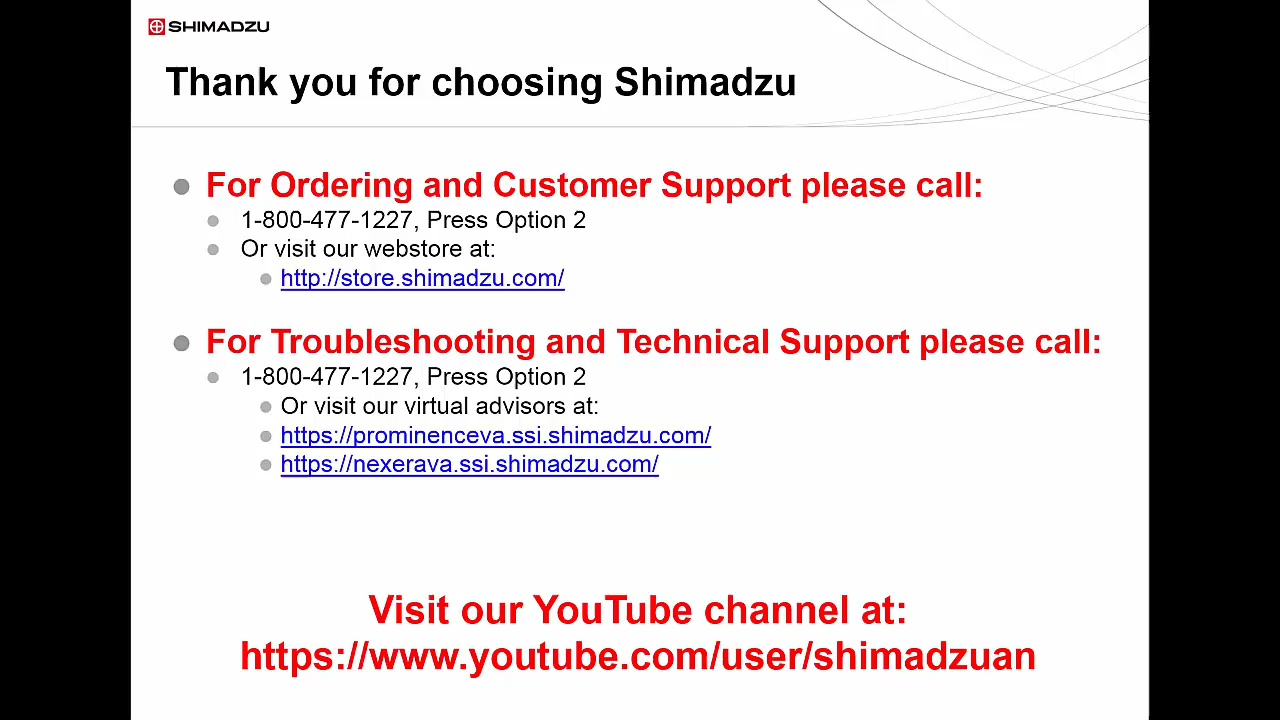 SHIMADZU
Thank you for choosing Shimadzu
For Ordering and Customer Support please call:
1-800-477-1227, Press Option 2
Or visit our webstore at:
http://store.shimadzu.com/
For Troubleshooting and Technical Support please call:
1-800-477-1227, Press Option 2
Or visit our virtual advisors at:
https://prominenceva.ssi.shimadzu.com/
https://nexerava.ssi.shimadzu.com/
Visit our YouTube channel at:
https://www.youtube.com/user/shimadzuan